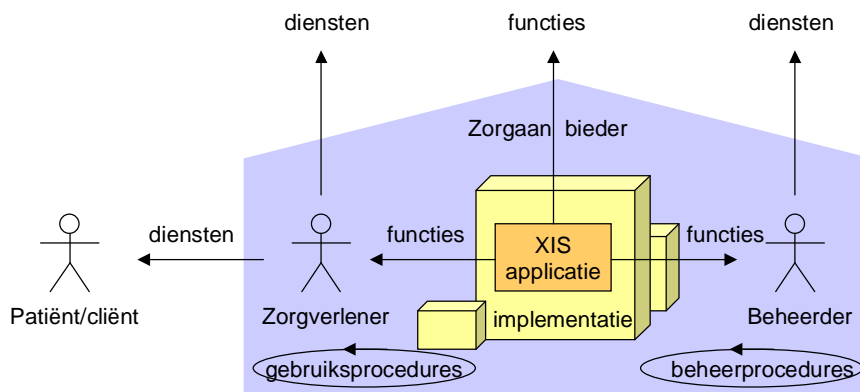 diensten
functies
diensten
Zorgaan bieder
diensten
functies
XIS
applicatie
functies
Patiënt/cliënt
Zorgverlener
implementatie
Beheerder
gebruiksprocedures
beheerprocedures